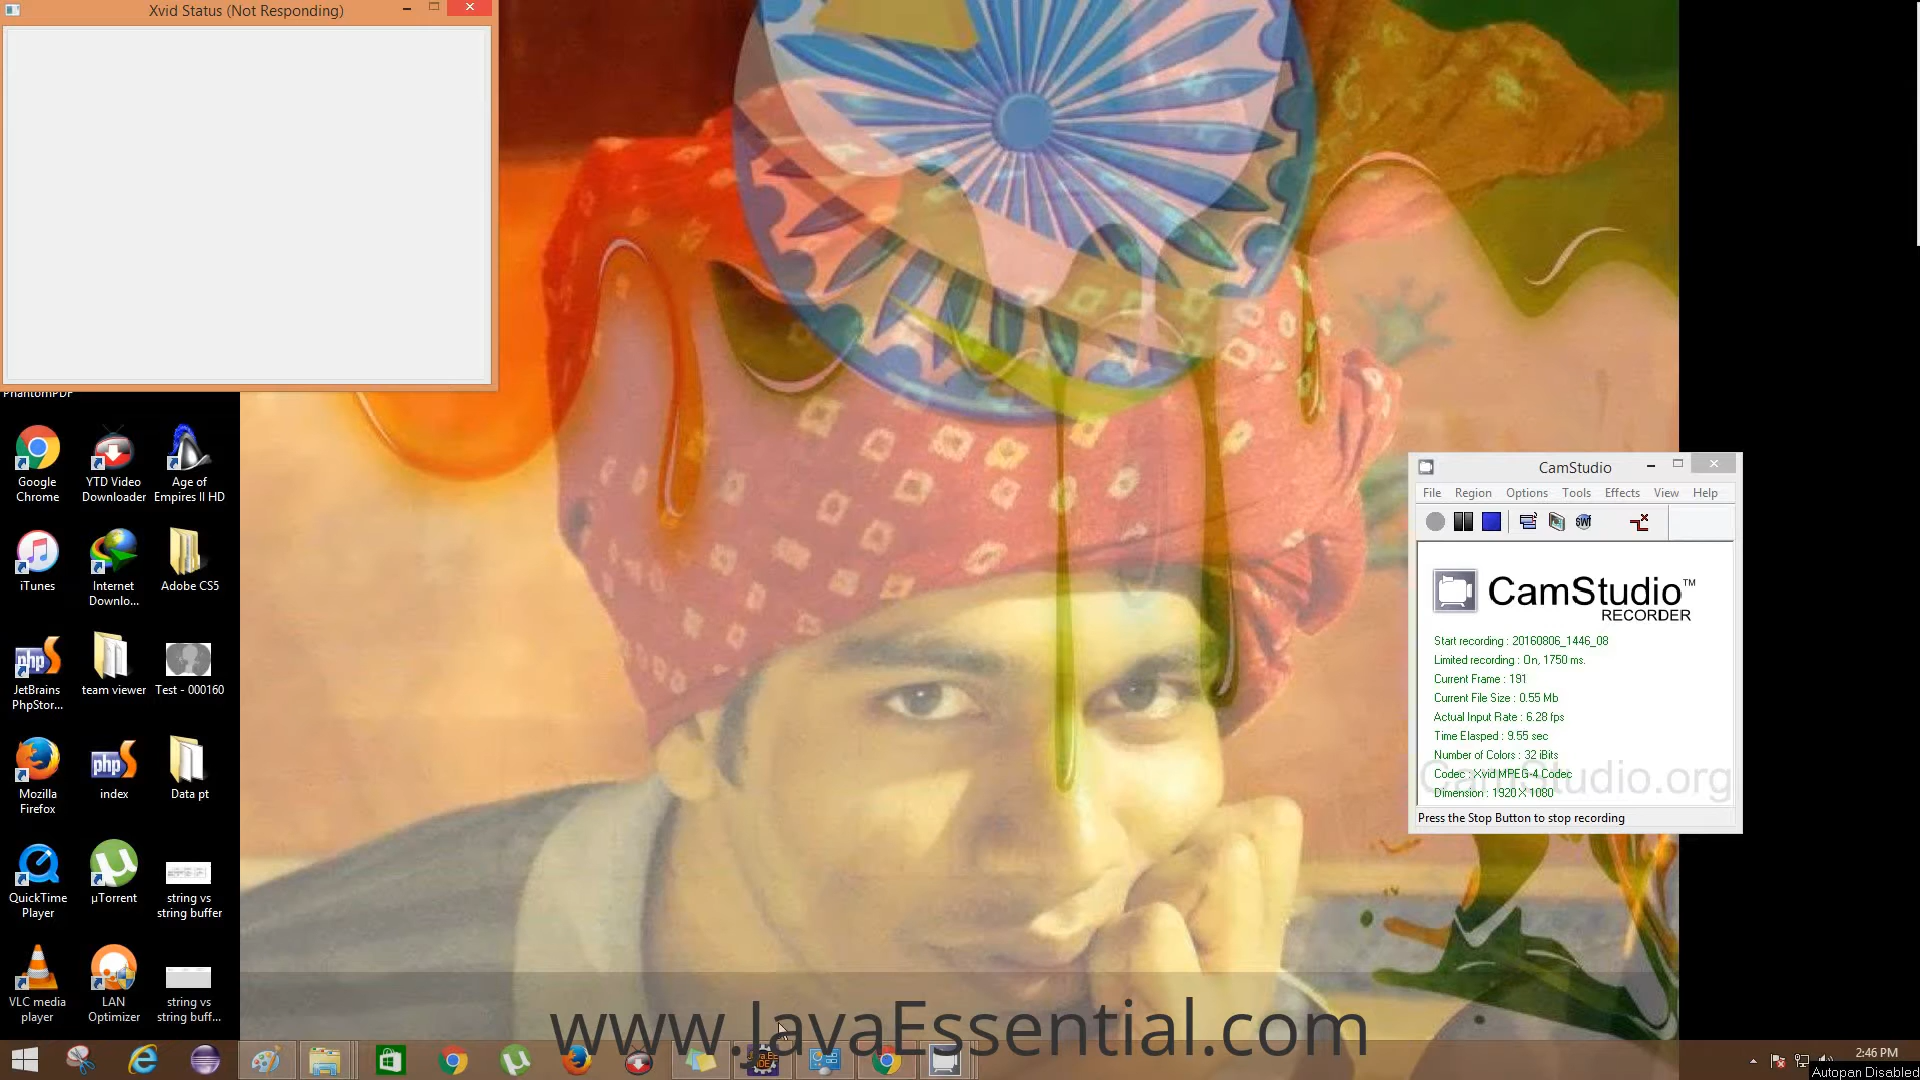 Xvid Status (Not Responding)
PhantomPDF
Google
Chrome
YTD Video
Downloader
Age of
Empires II HD
iTunes
Internet
Downlo...
Adobe CS5
JetBrains
PhpStor...
team viewer
Test - 000160
Mozilla
Firefox
index
Data pt
QuickTime
Player
µTorrent
string vs
string buffer
VLC media
player
LAN
Optimizer
string vs
string buff...
CamStudio
File Region Options Tools Effects View Help
CamStudio™
RECORDER
Start recording : 20160806_1446_08
Limited recording : On, 1750 ms.
Current Frame : 191
Current File Size : 0.55 Mb
Actual Input Rate : 6.28 fps
Time Elasped : 9.55 sec
Number of Colors : 32 iBits
Codec : Xvid MPEG-4 Codec
CamStudio.org
Dimension : 1920 X 1080
Press the Stop Button to stop recording
www.JavaEssential.com
2:46 PM
Autopan Disabled